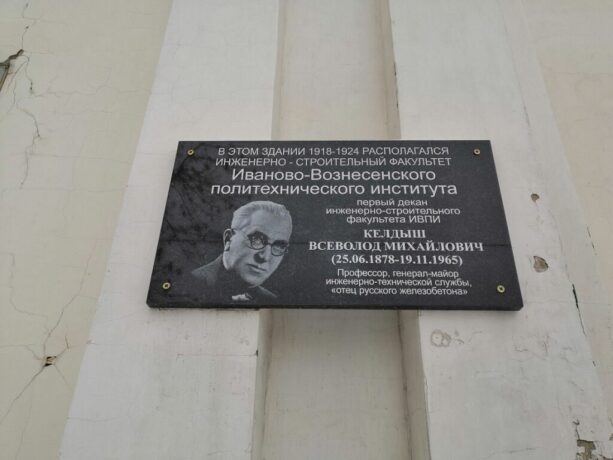 В ЭТОМ ЗДАНИИ 1918-1924 РАСПОЛАГАЛСЯ
ИНЖЕНЕРНО - СТРОИТЕЛЬНЫЙ ФАКУЛЬТЕТ
Иваново-Вознесенского
политехнического института
первый декан
инженерно-строительного
факультета ИВПИ
КЕЛДЫШ
ВСЕВОЛОД МИХАЙЛОВИЧ
(25.06.1878-19.11.1965)
Профессор, генерал-майор
инженерно-технической службы,
«отец русского железобетона»